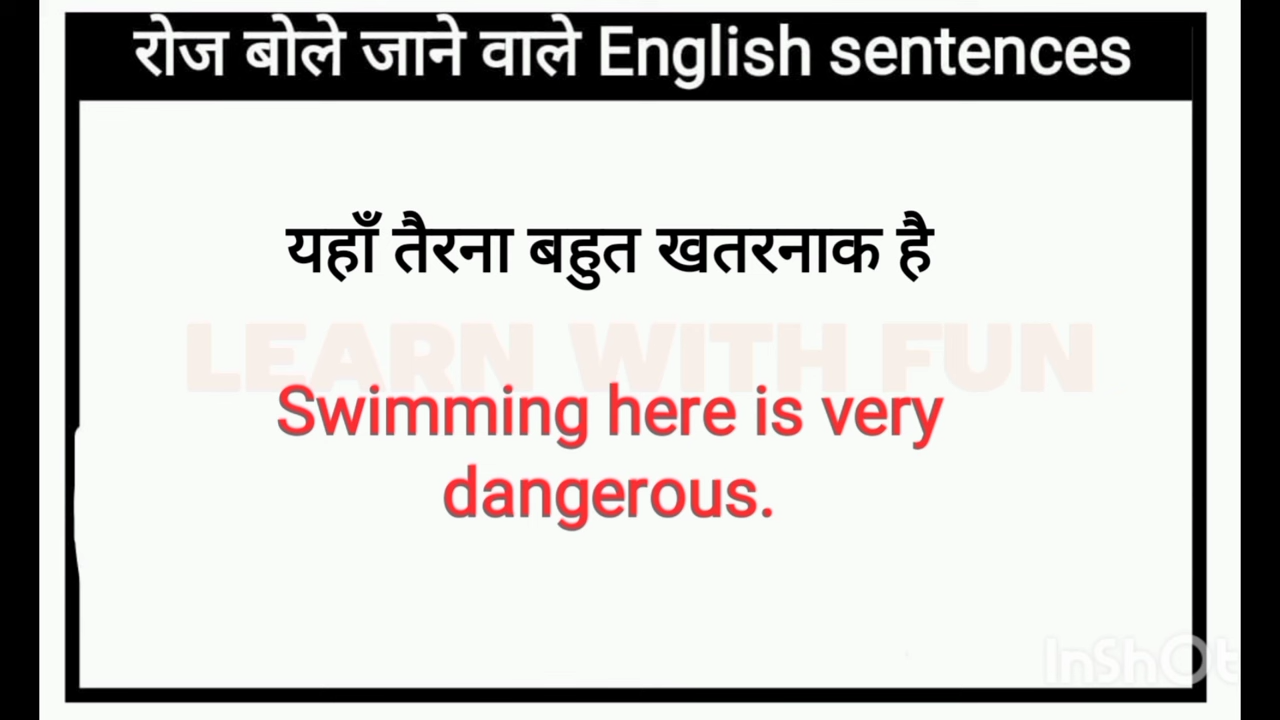 रोज बोले जाने वाले English sentences
यहाँ तैरना बहुत खतरनाक है
LEARN WITH FUN
Swimming here is very
dangerous.
InShOt